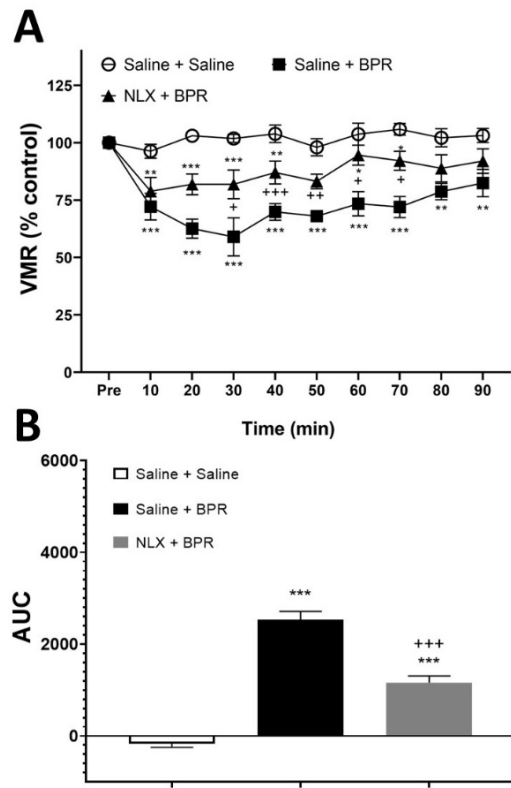 A
Saline + Saline
Saline + BPR
NLX + BPR
125
100
75
50
25
0
VMR (% control)
** *** *** ** * *
+ +++ ++ + +
*** *** *** *** *** *** *** ** **
Pre 10 20 30 40 50 60 70 80 90
Time (min)
B
6000
4000
2000
0
AUC
Saline + Saline
Saline + BPR
NLX + BPR
***
+++
***